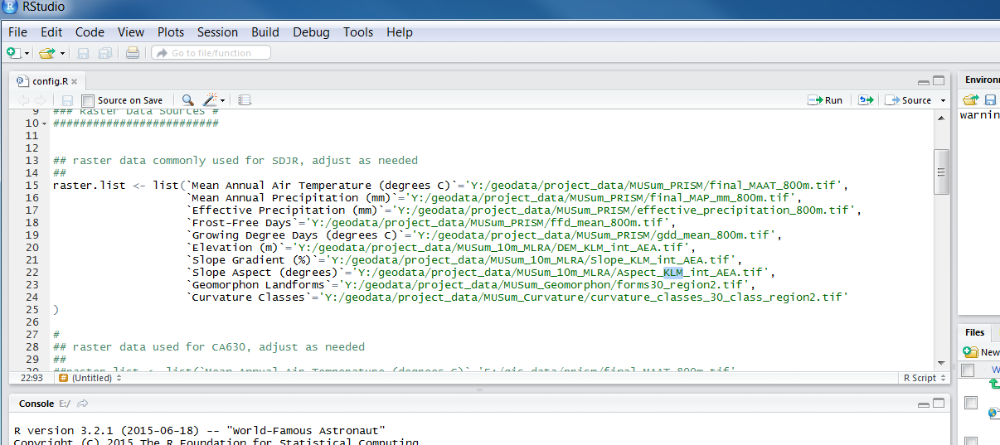 RStudio
File Edit Code View Plots Session Build Debug Tools Help
Go to file/function
config.R
Environ
Source on Save Run Source
warnin
9 ### Raster Data Sources #
10 #########################
11
12
13 ## raster data commonly used for SDJR, adjust as needed
14 ##
15 raster.list <- list(`Mean Annual Air Temperature (degrees C)`='Y:/geodata/project_data/MUSum_PRISM/final_MAAT_800m.tif',
16 `Mean Annual Precipitation (mm)`='Y:/geodata/project_data/MUSum_PRISM/final_MAP_mm_800m.tif',
17 `Effective Precipitation (mm)`='Y:/geodata/project_data/MUSum_PRISM/effective_precipitation_800m.tif',
18 `Frost-Free Days`='Y:/geodata/project_data/MUSum_PRISM/ffd_mean_800m.tif',
19 `Growing Degree Days (degrees C)`='Y:/geodata/project_data/MUSum_PRISM/gdd_mean_800m.tif',
20 `Elevation (m)`='Y:/geodata/project_data/MUSum_10m_MLRA/DEM_KLM_int_AEA.tif',
21 `Slope Gradient (%)`='Y:/geodata/project_data/MUSum_10m_MLRA/Slope_KLM_int_AEA.tif',
22 `Slope Aspect (degrees)`='Y:/geodata/project_data/MUSum_10m_MLRA/Aspect_KLM_int_AEA.tif',
23 `Geomorphon Landforms`='Y:/geodata/project_data/MUSum_Geomorphon/forms30_region2.tif',
24 `Curvature Classes`='Y:/geodata/project_data/MUSum_Curvature/curvature_classes_30_class_region2.tif'
25 )
26
27 #
28 ## raster data used for CA630, adjust as needed
29 ##
##raster.list <- list(`Mean Annual Air Temperature (degrees C)`='E:/gis_data/prism/final_MAAT_800m.tif',
Files
New
22:93 (Untitled) R Script
Console E:/
R version 3.2.1 (2015-06-18) -- "World-Famous Astronaut"
Copyright (C) 2015 The R Foundation for Statistical Computing